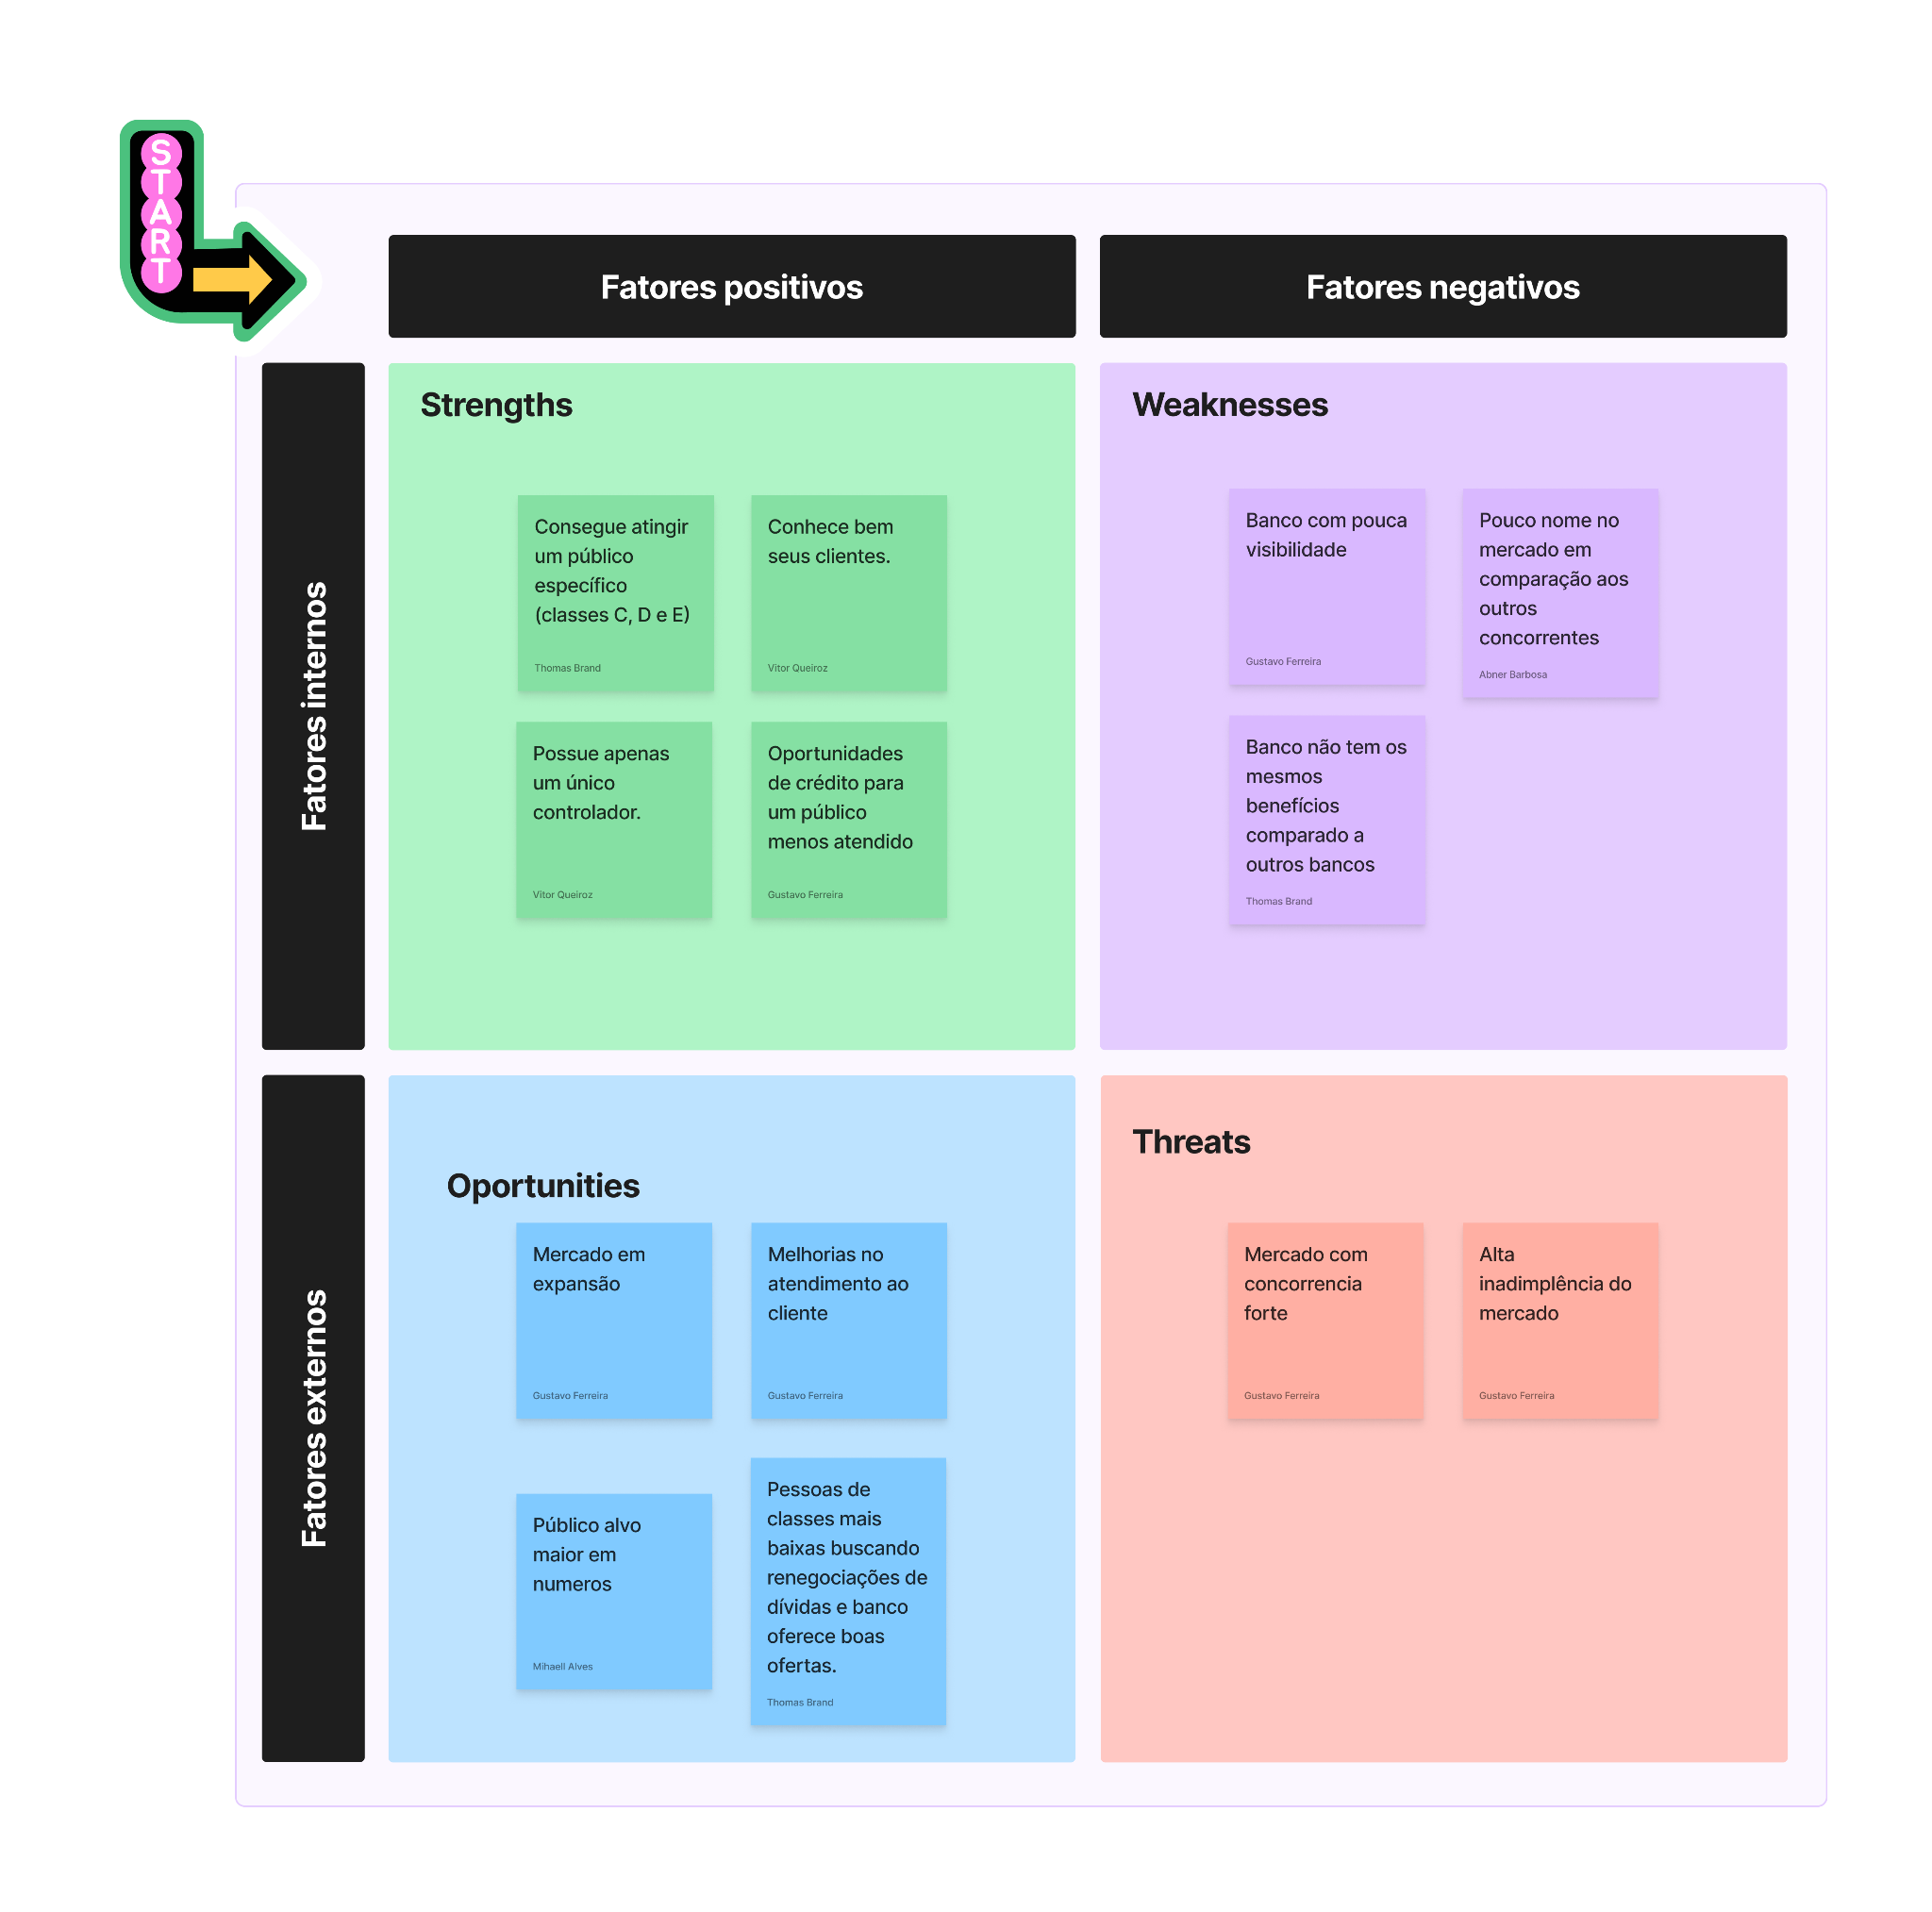 START
Fatores positivos
Fatores negativos
Fatores internos
Strengths
Consegue atingir
um público
específico
(classes C, D e E)
Thomas Brand
Conhece bem
seus clientes.
Vitor Queiroz
Possue apenas
um único
controlador.
Vitor Queiroz
Oportunidades
de crédito para
um público
menos atendido
Gustavo Ferreira
Weaknesses
Banco com pouca
visibilidade
Gustavo Ferreira
Pouco nome no
mercado em
comparação aos
outros
concorrentes
Abner Barbosa
Banco não tem os
mesmos
benefícios
comparado a
outros bancos
Thomas Brand
Fatores externos
Oportunities
Mercado em
expansão
Gustavo Ferreira
Melhorias no
atendimento ao
cliente
Gustavo Ferreira
Público alvo
maior em
numeros
Mihaell Alves
Pessoas de
classes mais
baixas buscando
renegociações de
dívidas e banco
oferece boas
ofertas.
Thomas Brand
Threats
Mercado com
concorrencia
forte
Gustavo Ferreira
Alta
inadimplência do
mercado
Gustavo Ferreira